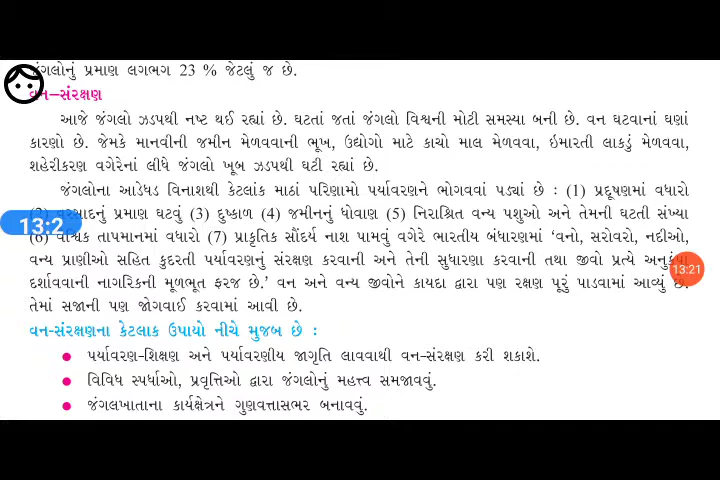 જંગલોનું પ્રમાણ લગભગ 23 % જેટલું જ છે.
વન–સંરક્ષણ
આજે જંગલો ઝડપથી નષ્ટ થઈ રહ્યાં છે. ઘટતાં જતાં જંગલો વિશ્વની મોટી સમસ્યા બની છે. વન ઘટવાનાં ઘણાં
કારણો છે. જેમકે માનવીની જમીન મેળવવાની ભૂખ, ઉદ્યોગો માટે કાચો માલ મેળવવા, ઇમારતી લાકડું મેળવવા,
શહેરીકરણ વગેરેનાં લીધે જંગલો ખૂબ ઝડપથી ઘટી રહ્યાં છે.
જંગલોના આડેધડ વિનાશથી કેટલાંક માઠાં પરિણામો પર્યાવરણને ભોગવવાં પડ્યાં છે : (1) પ્રદૂષણમાં વધારો
વરસાદનું પ્રમાણ ઘટવું (3) દુષ્કાળ (4) જમીનનું ધોવાણ (5) નિરાશ્રિત વન્ય પશુઓ અને તેમની ઘટતી સંખ્યા
(6) વૈશ્વિક તાપમાનમાં વધારો (7) પ્રાકૃતિક સૌંદર્ય નાશ પામવું વગેરે ભારતીય બંધારણમાં ‘વનો, સરોવરો, નદીઓ,
વન્ય પ્રાણીઓ સહિત કુદરતી પર્યાવરણનું સંરક્ષણ કરવાની અને તેની સુધારણા કરવાની તથા જીવો પ્રત્યે અનુકંપા
દર્શાવવાની નાગરિકની મૂળભૂત ફરજ છે.’ વન અને વન્ય જીવોને કાયદા દ્વારા પણ રક્ષણ પૂરું પાડવામાં આવ્યું છે.
તેમાં સજાની પણ જોગવાઈ કરવામાં આવી છે.
વન-સંરક્ષણના કેટલાક ઉપાયો નીચે મુજબ છે :
● પર્યાવરણ-શિક્ષણ અને પર્યાવરણીય જાગૃતિ લાવવાથી વન–સંરક્ષણ કરી શકાશે.
● વિવિધ સ્પર્ધાઓ, પ્રવૃત્તિઓ દ્વારા જંગલોનું મહત્ત્વ સમજાવવું.
● જંગલખાતાના કાર્યક્ષેત્રને ગુણવત્તાસભર બનાવવું.
13:2
13:21